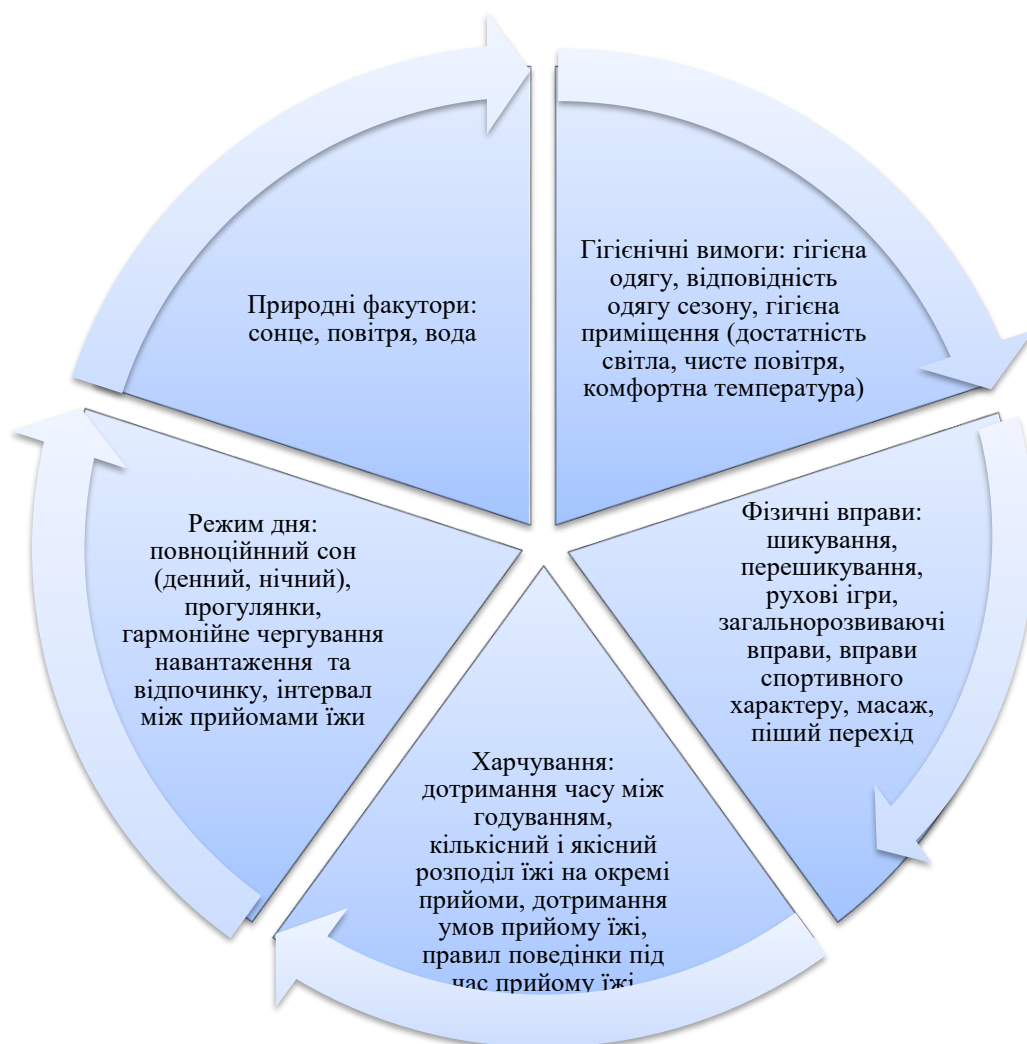 Гігієнічні вимоги: гігієна
одягу, відповідність
одягу сезону, гігієна
приміщення (достатність
світла, чисте повітря,
комфортна температура)
Фізичні вправи:
шикування,
перешикування,
рухові ігри,
загальнорозвиваючі
вправи, вправи
спортивного
характеру, масаж,
піший перехід
Харчування:
дотримання часу між
годуванням,
кількісний і якісний
розподіл їжі на окремі
прийоми, дотримання
умов прийому їжі,
правил поведінки під
час прийому їжі
Режим дня:
повноційнний сон
(денний, нічний),
прогулянки,
гармонійне чергування
навантаження  та
відпочинку, інтервал
між прийомами їжи
Природні факутори:
сонце, повітря, вода